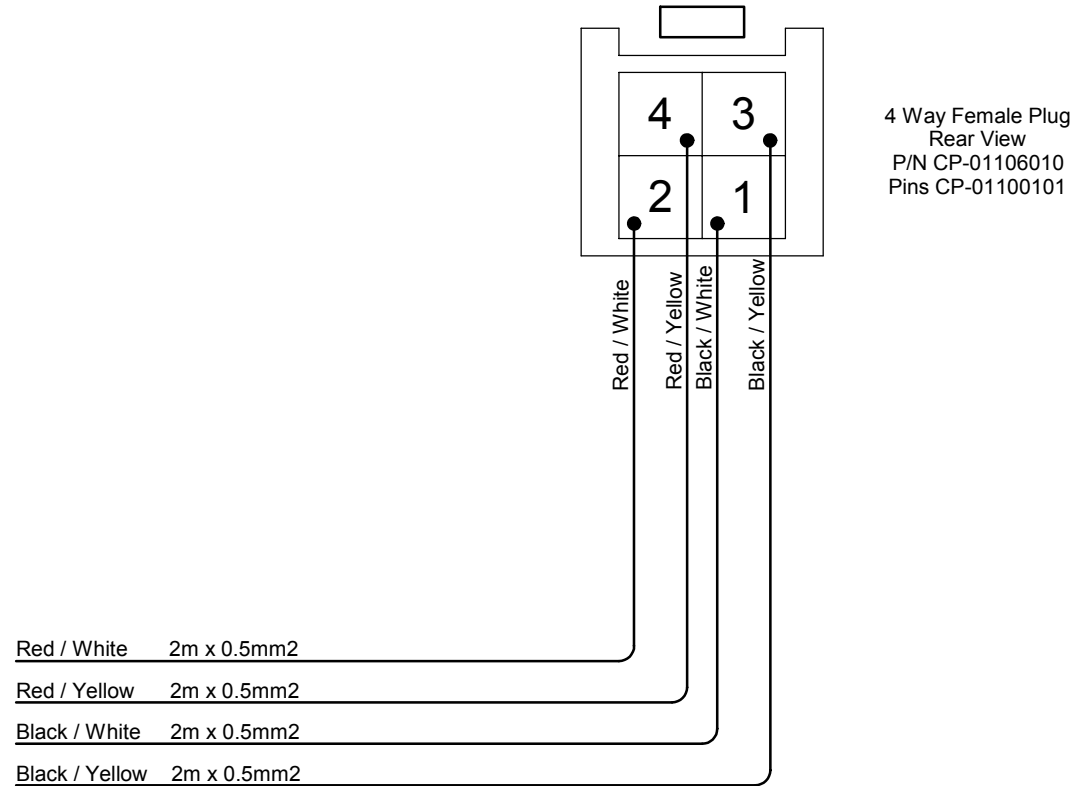 4 3
2 1
4 Way Female Plug
Rear View
P/N CP-01106010
Pins CP-01100101
Red / White
Red / Yellow
Black / White
Black / Yellow
Red / White 2m x 0.5mm2
Red / Yellow 2m x 0.5mm2
Black / White 2m x 0.5mm2
Black / Yellow 2m x 0.5mm2